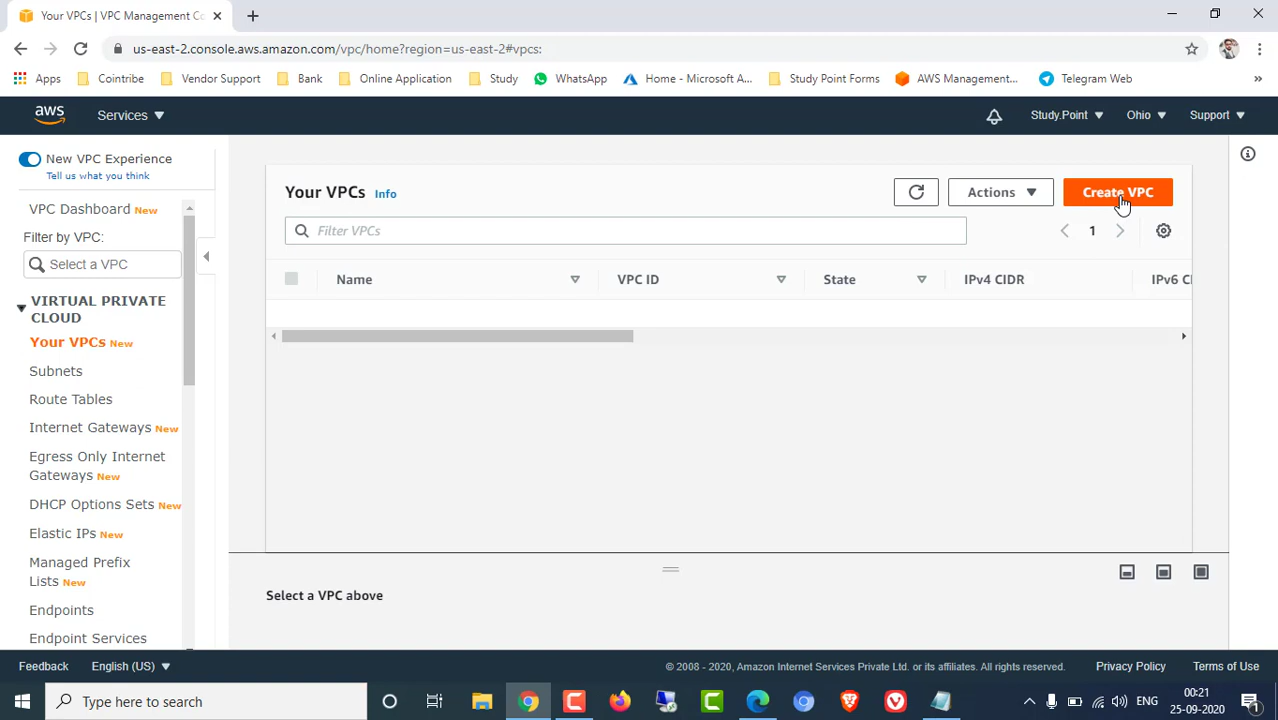 Your VPCs | VPC Management Co
us-east-2.console.aws.amazon.com/vpc/home?region=us-east-2#vpcs:
Apps
Cointribe
Vendor Support
Bank
Online Application
Study
WhatsApp
Home - Microsoft A...
Study Point Forms
AWS Management...
Telegram Web
»
aws
Services
Study.Point
Ohio
Support
New VPC Experience
Tell us what you think
VPC Dashboard New
Filter by VPC:
Select a VPC
VIRTUAL PRIVATE
CLOUD
Your VPCs New
Subnets
Route Tables
Internet Gateways New
Egress Only Internet
Gateways New
DHCP Options Sets New
Elastic IPs New
Managed Prefix
Lists New
Endpoints
Endpoint Services
Your VPCs Info
Actions
Create VPC
Filter VPCs
1
Name
VPC ID
State
IPv4 CIDR
IPv6 CI
Select a VPC above
Feedback
English (US)
© 2008 - 2020, Amazon Internet Services Private Ltd. or its affiliates. All rights reserved.
Privacy Policy
Terms of Use
Type here to search
ENG
00:21
25-09-2020
1